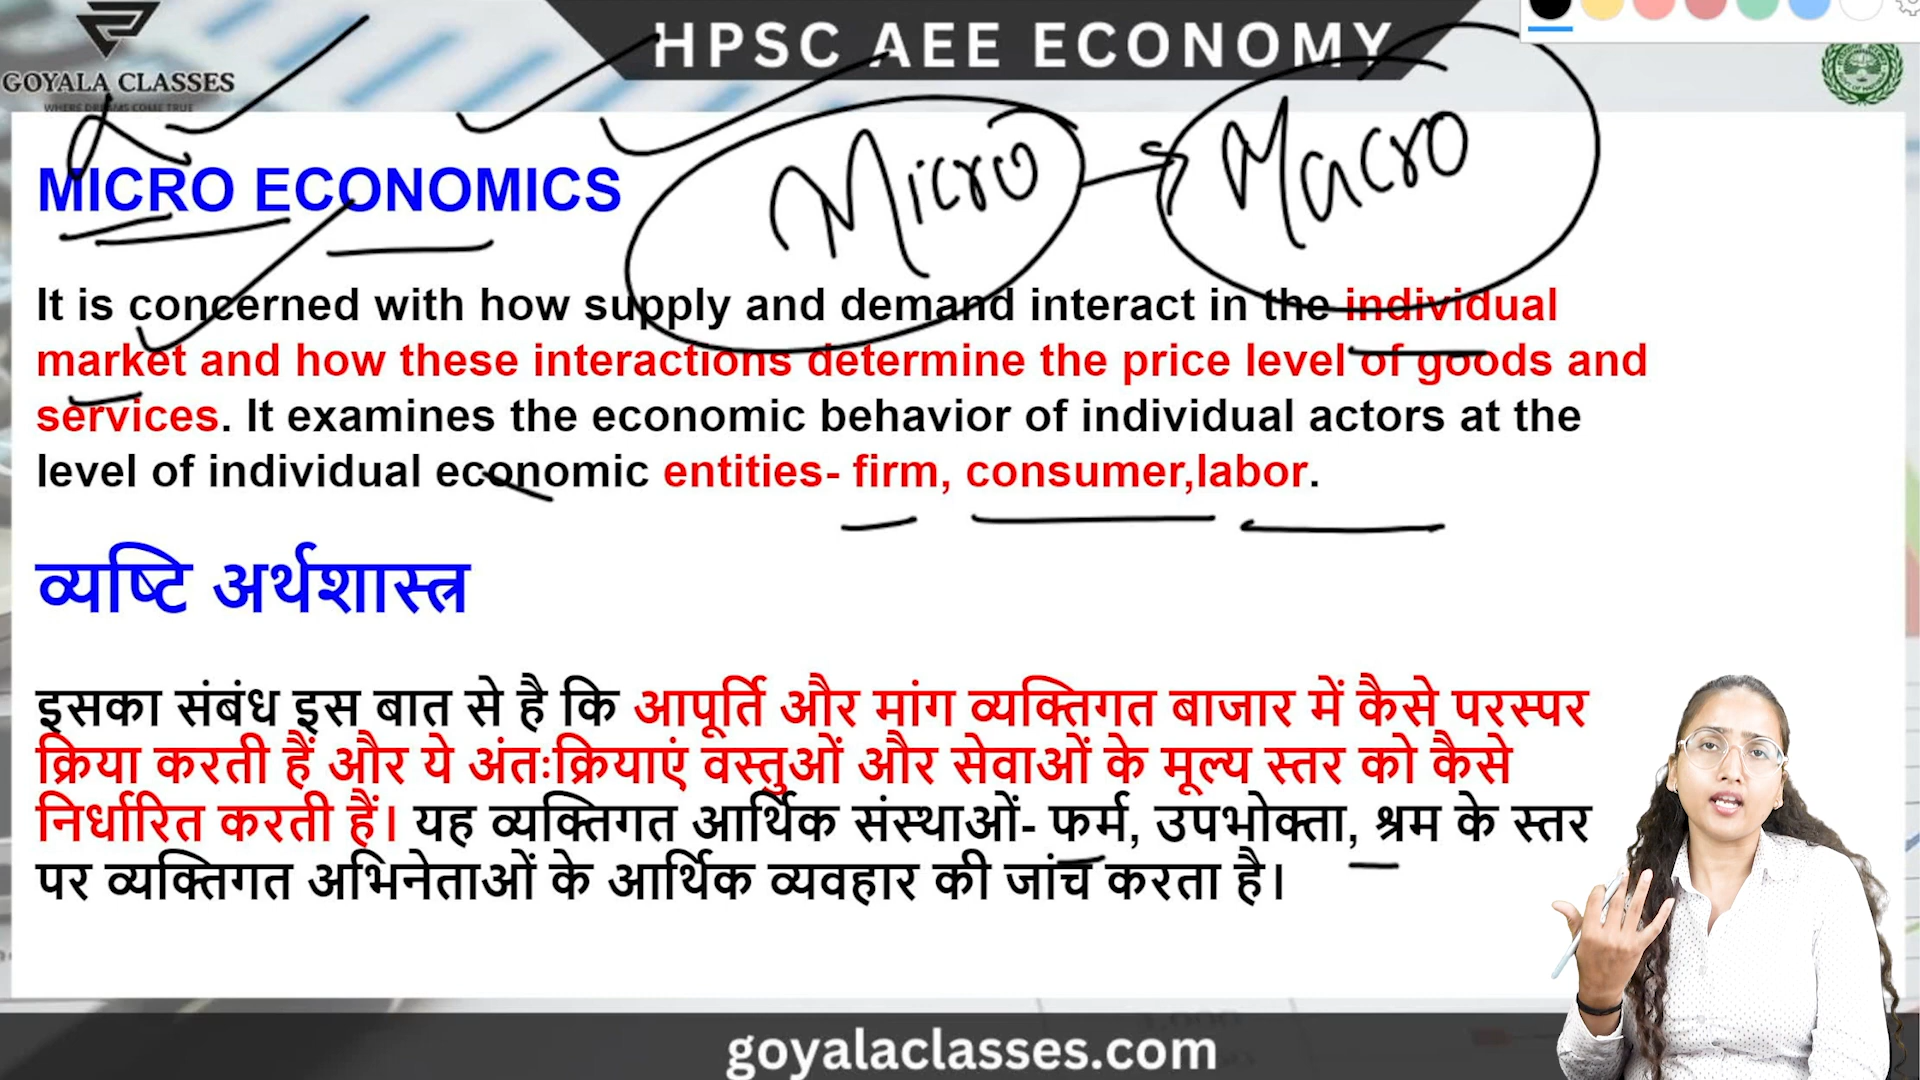 HPSC AEE ECONOMY
GOYALA CLASSES
WHERE DREAMS COME TRUE
Micro
Macro
MICRO ECONOMICS
It is concerned with how supply and demand interact in the individual
market and how these interactions determine the price level of goods and
services. It examines the economic behavior of individual actors at the
level of individual economic entities- firm, consumer,labor.
व्यष्टि अर्थशास्त्र
इसका संबंध इस बात से है कि आपूर्ति और मांग व्यक्तिगत बाजार में कैसे परस्पर
क्रिया करती हैं और ये अंतःक्रियाएं वस्तुओं और सेवाओं के मूल्य स्तर को कैसे
निर्धारित करती हैं। यह व्यक्तिगत आर्थिक संस्थाओं- फर्म, उपभोक्ता, श्रम के स्तर
पर व्यक्तिगत अभिनेताओं के आर्थिक व्यवहार की जांच करता है।
goyalaclasses.com